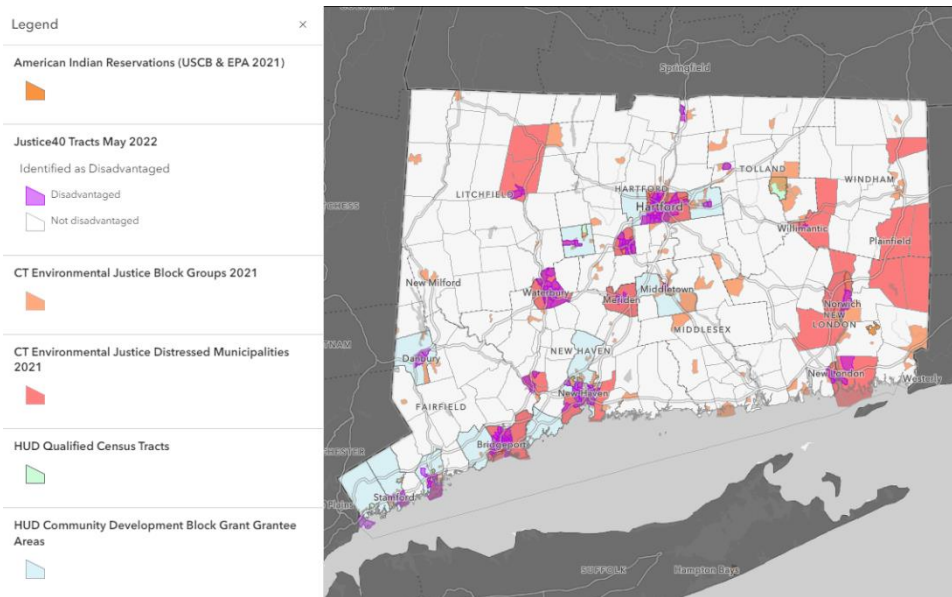 Legend
×
American Indian Reservations (USCB & EPA 2021)
Justice40 Tracts May 2022
Identified as Disadvantaged
Disadvantaged
Not disadvantaged
CT Environmental Justice Block Groups 2021
CT Environmental Justice Distressed Municipalities
2021
HUD Qualified Census Tracts
HUD Community Development Block Grant Grantee
Areas
Springfield
TOLLAND
WINDHAM
HARTFORD
LITCHFIELD
Hartford
Willimantic
Plainfield
New Milford
Waterbury
Meriden
Middletown
Norwich
NEW
LONDON
MIDDLESEX
NEW HAVEN
Danbury
New London
Westerly
New Haven
FAIRFIELD
Bridgeport
Stamford
SUFFOLK
Hampton Bays